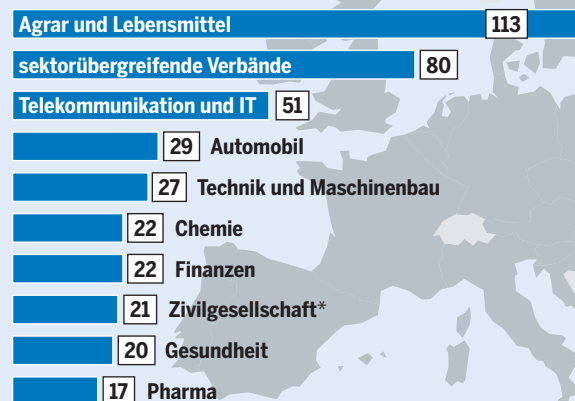 Agrar und Lebensmittel 113
sektorübergreifende Verbände 80
Telekommunikation und IT 51
29 Automobil
27 Technik und Maschinenbau
22 Chemie
22 Finanzen
21 Zivilgesellschaft*
20 Gesundheit
17 Pharma